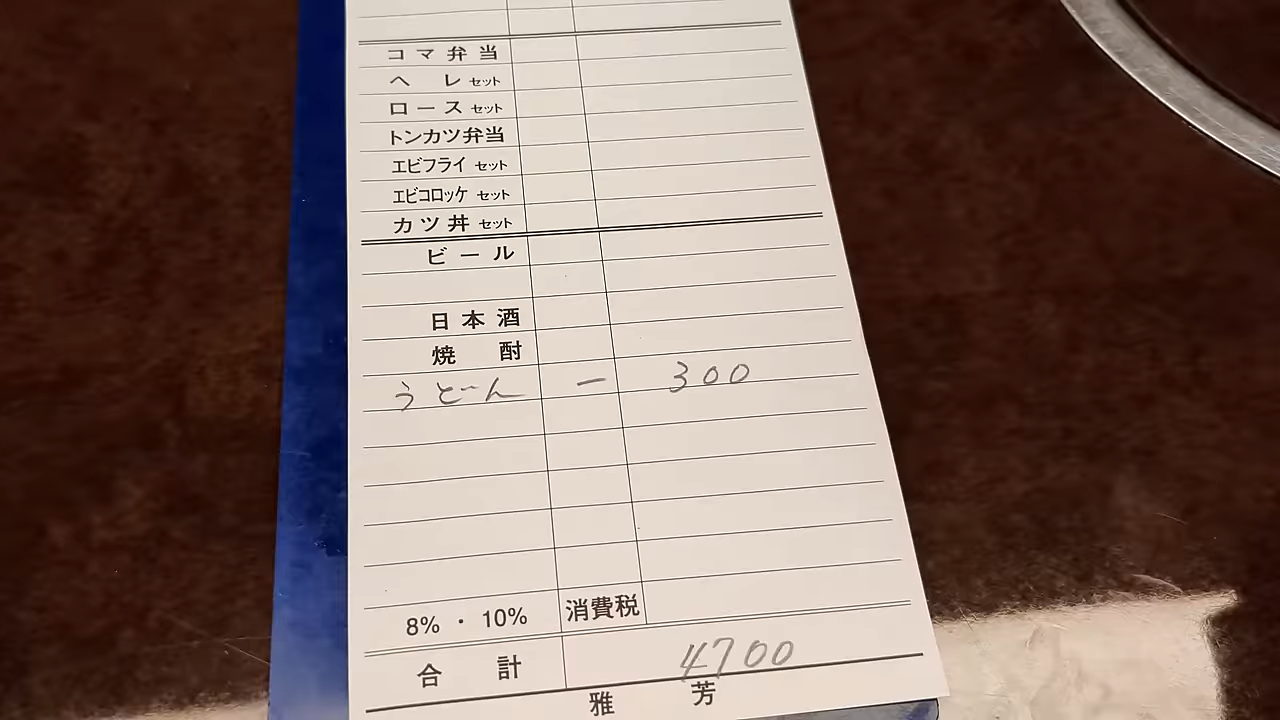 コマ弁当
ヘレセット
ロースセット
トンカツ弁当
エビフライセット
エビコロッケセット
カツ丼セット
ビール
日本酒
焼酎
うどん 一 300
8%・10% 消費税
合計 4700
雅芳